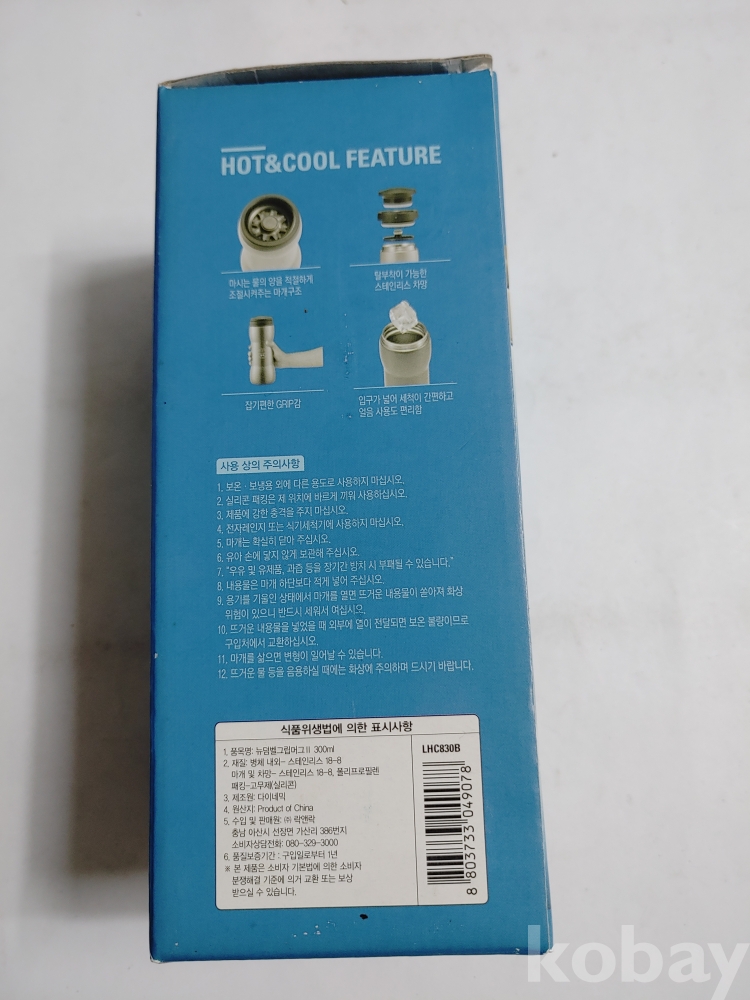 HOT&COOL FEATURE
마시는 물의 양을 적절하게
조절시켜주는 마개구조
탈부착이 가능한
스테인리스 차망
잡기편한 GRIP감
입구가 넓어 세척이 간편하고
얼음 사용도 편리함
사용 상의 주의사항
1. 보온 · 보냉용 외에 다른 용도로 사용하지 마십시오.
2. 실리콘 패킹은 제 위치에 바르게 끼워 사용하십시오.
3. 제품에 강한 충격을 주지 마십시오.
4. 전자레인지 또는 식기세척기에 사용하지 마십시오.
5. 마개는 확실히 닫아 주십시오.
6. 유아 손에 닿지 않게 보관해 주십시오.
7. "우유 및 유제품, 과즙 등을 장기간 방치 시 부패될 수 있습니다."
8. 내용물은 마개 하단보다 적게 넣어 주십시오.
9. 용기를 기울인 상태에서 마개를 열면 뜨거운 내용물이 쏟아져 화상
위험이 있으니 반드시 세워서 여십시오.
10. 뜨거운 내용물을 넣었을 때 외부에 열이 전달되면 보온 불량이므로
구입처에서 교환하십시오.
11. 마개를 삶으면 변형이 일어날 수 있습니다.
12. 뜨거운 물 등을 음용하실 때에는 화상에 주의하며 드시기 바랍니다.
식품위생법에 의한 표시사항
1. 품목명: 뉴덤벨그립머그Ⅱ 300ml
2. 재질: 병체 내외- 스테인리스 18-8
마개 및 차망- 스테인리스 18-8, 폴리프로필렌
패킹-고무제(실리콘)
3. 제조원: 다이네믹
4. 원산지: Product of China
5. 수입 및 판매원: ㈜ 락앤락
충남 아산시 선장면 가산리 386번지
소비자상담전화: 080-329-3000
6. 품질보증기간 : 구입일로부터 1년
※ 본 제품은 소비자 기본법에 의한 소비자
분쟁해결 기준에 의거 교환 또는 보상
받으실 수 있습니다.
LHC830B
8 803733 049078
kobay